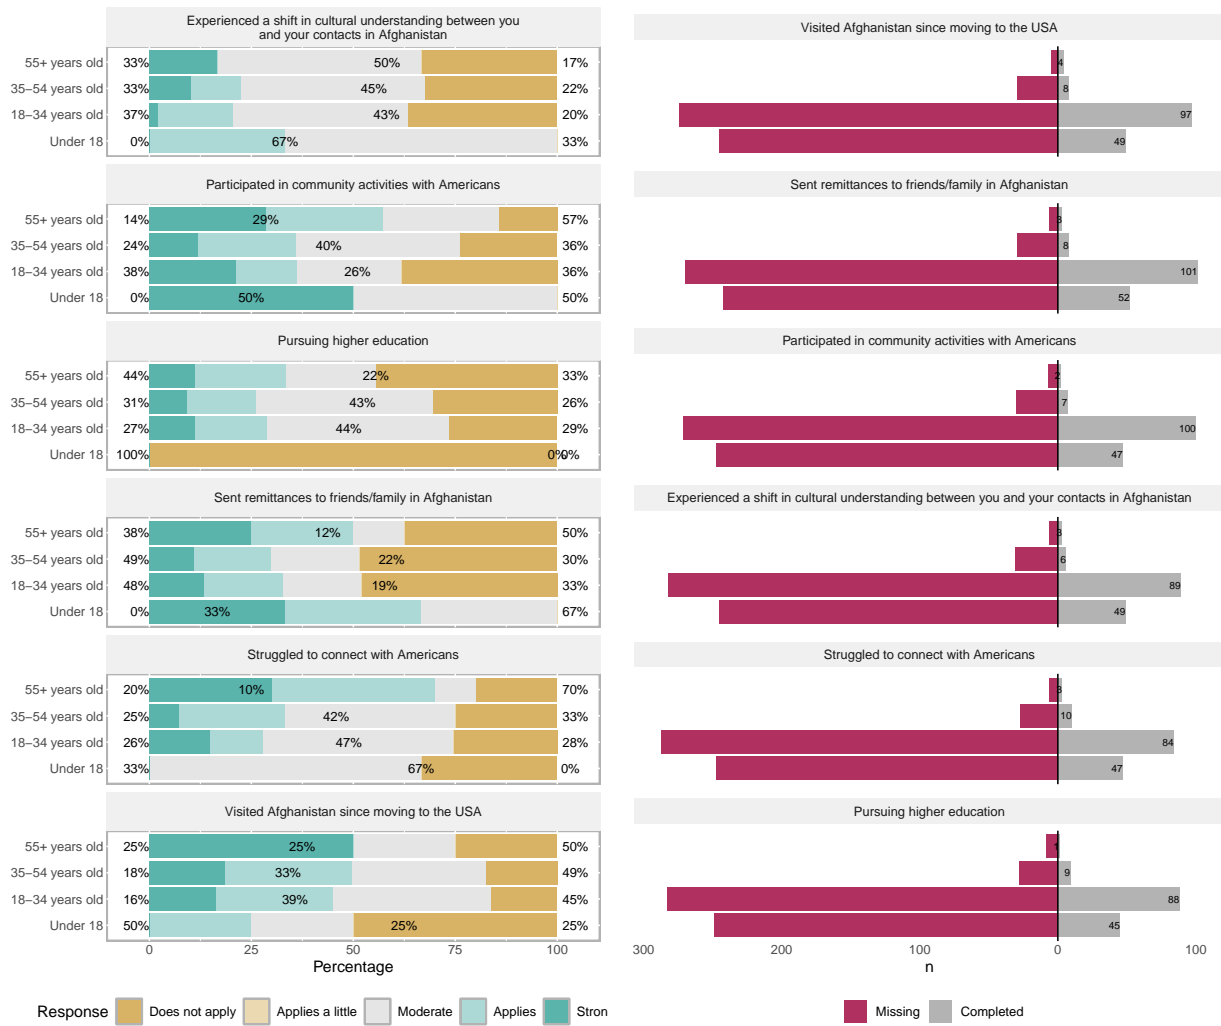 Experienced a shift in cultural understanding between you
and your contacts in Afghanistan
55+ years old 33% 50% 17%
35–54 years old 33% 45% 22%
18–34 years old 37% 43% 20%
Under 18 0% 67% 33%
Participated in community activities with Americans
55+ years old 14% 29% 57%
35–54 years old 24% 40% 36%
18–34 years old 38% 26% 36%
Under 18 0% 50% 50%
Pursuing higher education
55+ years old 44% 22% 33%
35–54 years old 31% 43% 26%
18–34 years old 27% 44% 29%
Under 18 100% 0% 0%
Sent remittances to friends/family in Afghanistan
55+ years old 38% 12% 50%
35–54 years old 49% 22% 30%
18–34 years old 48% 19% 33%
Under 18 0% 33% 67%
Struggled to connect with Americans
55+ years old 20% 10% 70%
35–54 years old 25% 42% 33%
18–34 years old 26% 47% 28%
Under 18 33% 67% 0%
Visited Afghanistan since moving to the USA
55+ years old 25% 25% 50%
35–54 years old 18% 33% 49%
18–34 years old 16% 39% 45%
Under 18 50% 25% 25%
0 25 50 75 100
Percentage
Response Does not apply Applies a little Moderate Applies Stron
Visited Afghanistan since moving to the USA
4
8
97
49
Sent remittances to friends/family in Afghanistan
3
8
101
52
Participated in community activities with Americans
2
7
100
47
Experienced a shift in cultural understanding between you and your contacts in Afghanistan
3
6
89
49
Struggled to connect with Americans
3
10
84
47
Pursuing higher education
1
9
88
45
300 200 100 0 100
n
Missing Completed